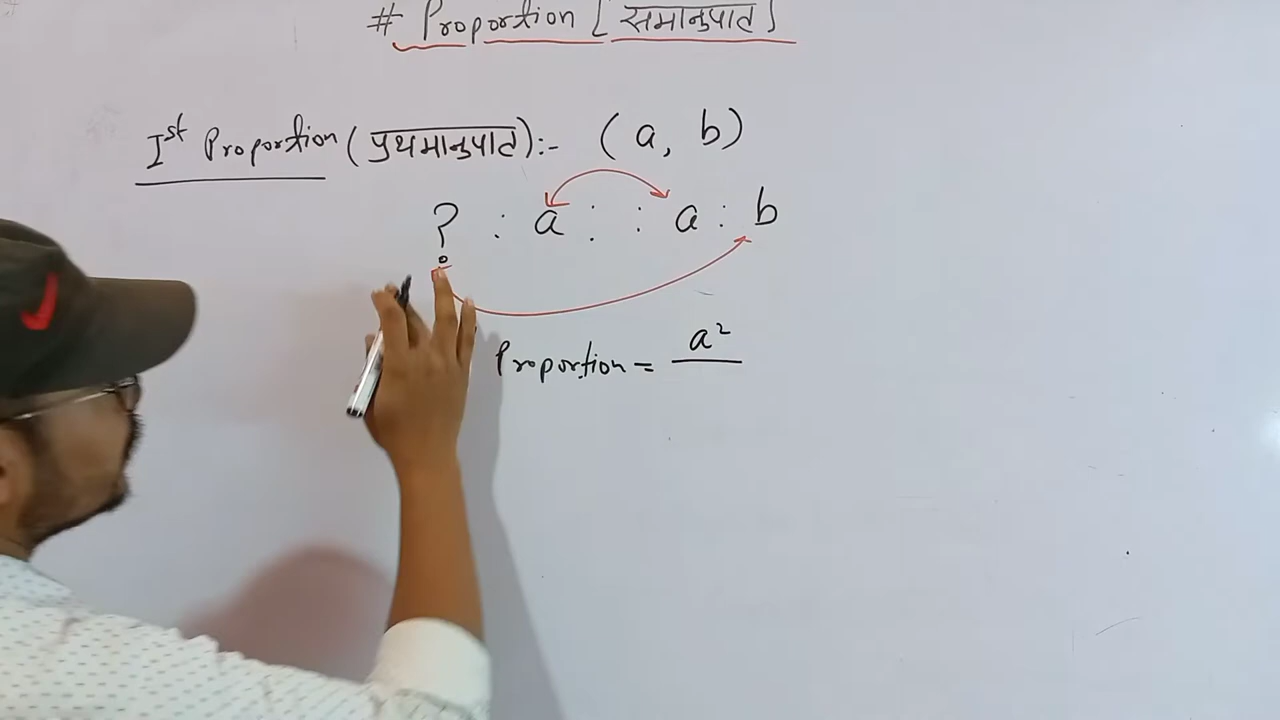 # Proportion [समानुपात]
Ist Proportion (प्रथमानुपात):- (a, b)
? : a : : a : b
Proportion = a²